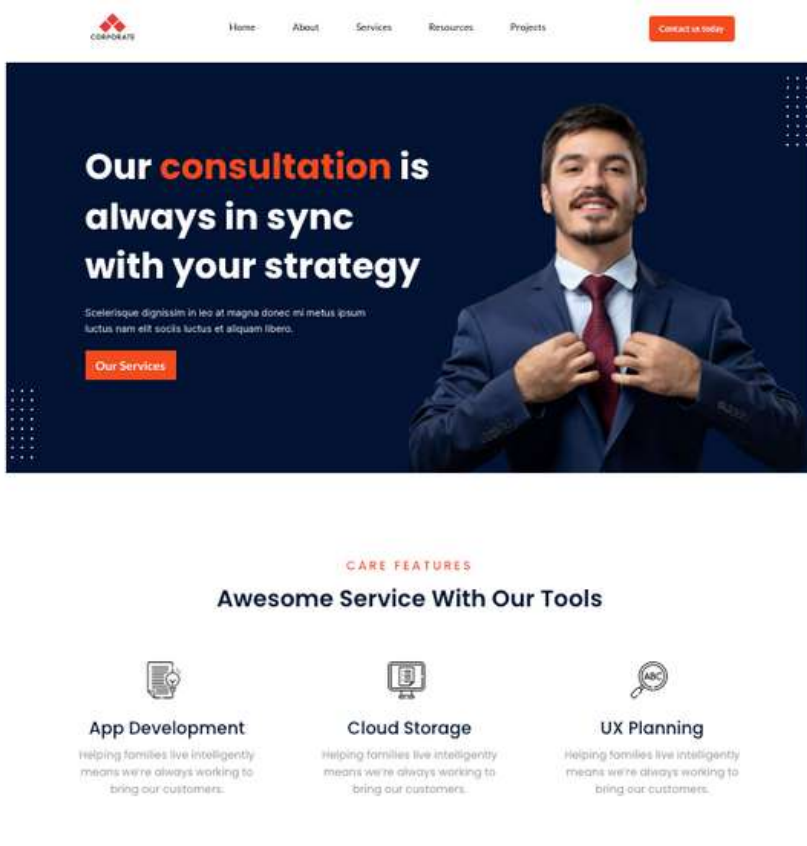 CORPORATE
Home About Services Resources Projects
Contact us today
Our consultation is
always in sync
with your strategy
Scelerisque dignissim in leo at magna donec mi metus ipsum
luctus nam elit sociis luctus et aliquam libero.
Our Services
CARE FEATURES
Awesome Service With Our Tools
ABC
App Development
Helping families live intelligently
means we're always working to
bring our customers.
Cloud Storage
Helping families live intelligently
means we're always working to
bring our customers.
UX Planning
Helping families live intelligently
means we're always working to
bring our customers.